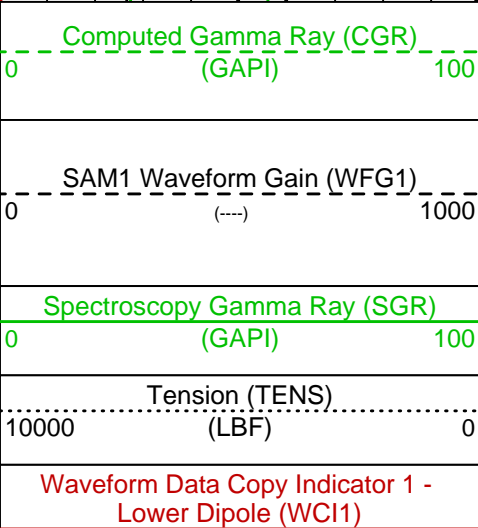 Computed Gamma Ray (CGR)
0 (GAPI) 100
SAM1 Waveform Gain (WFG1)
0 (----) 1000
Spectroscopy Gamma Ray (SGR)
0 (GAPI) 100
Tension (TENS)
10000 (LBF) 0
Waveform Data Copy Indicator 1 -
Lower Dipole (WCI1)